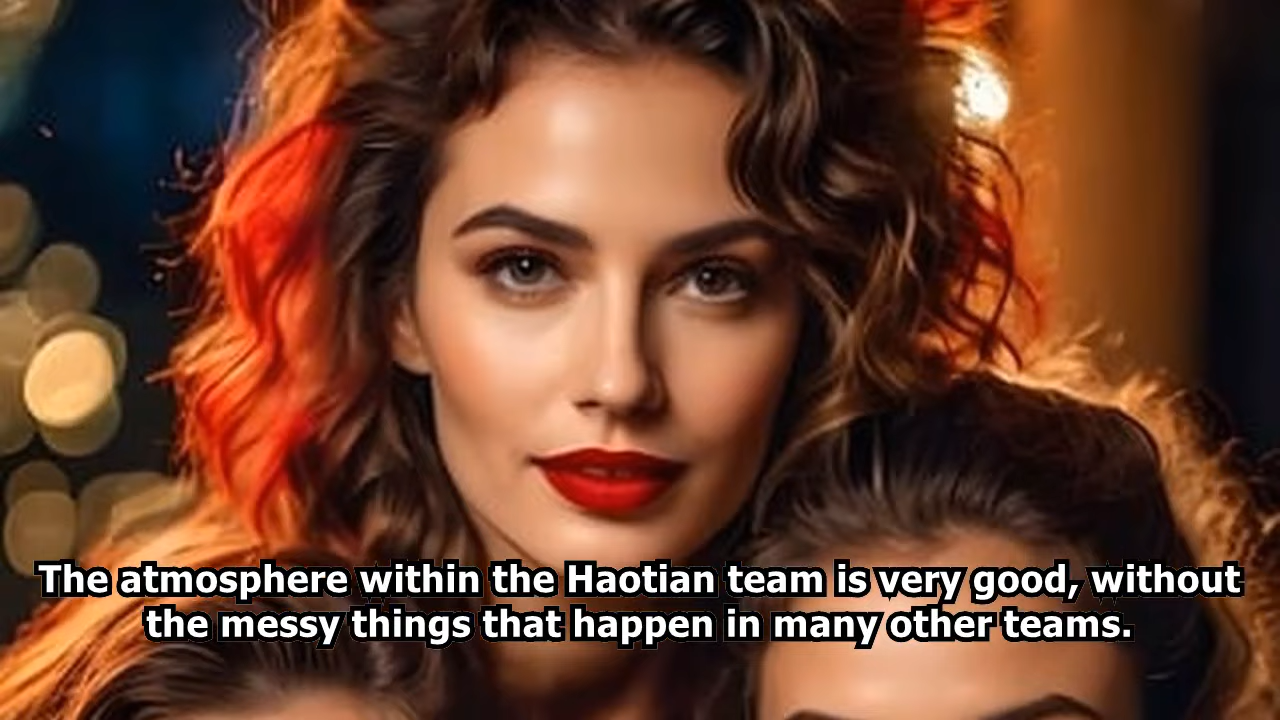 The atmosphere within the Haotian team is very good, without
the messy things that happen in many other teams.